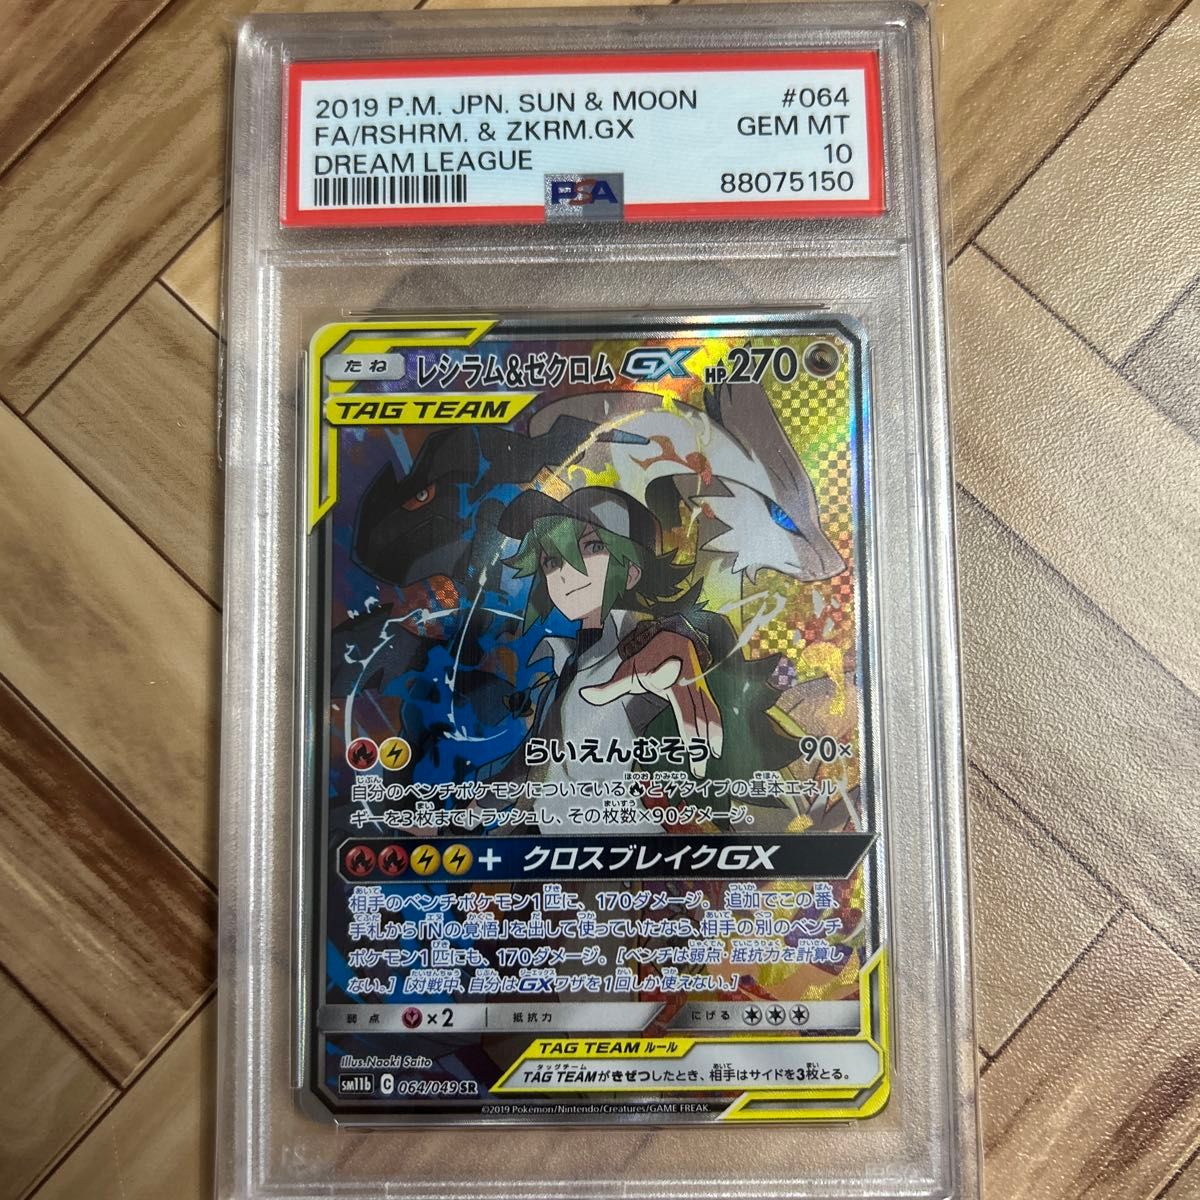 2019 P.M. JPN. SUN & MOON #064
FA/RSHRM. & ZKRM.GX GEM MT
DREAM LEAGUE 10
PSA 88075150
たね レシラム&ゼクロムGX HP270
TAG TEAM
らいえんむそう 90×
自分のベンチポケモンについている と タイプの基本エネル
ギーを3枚までトラッシュし、その枚数×90ダメージ。
+ クロスブレイクGX
相手のベンチポケモン1匹に、170ダメージ。追加でこの番、
手札から「Nの覚悟」を出して使っていたなら、相手の別のベンチ
ポケモン1匹にも、170ダメージ。[ベンチは弱点・抵抗力を計算し
ない。] [対戦中、自分はGXワザを1回しか使えない。]
弱点 ×2 抵抗力 にげる
Illus.Naoki Saito
TAG TEAM ルール
TAG TEAMがきぜつしたとき、相手はサイドを3枚とる。
sm11b C 064/049 SR
©2019 Pokémon/Nintendo/Creatures/GAME FREAK.